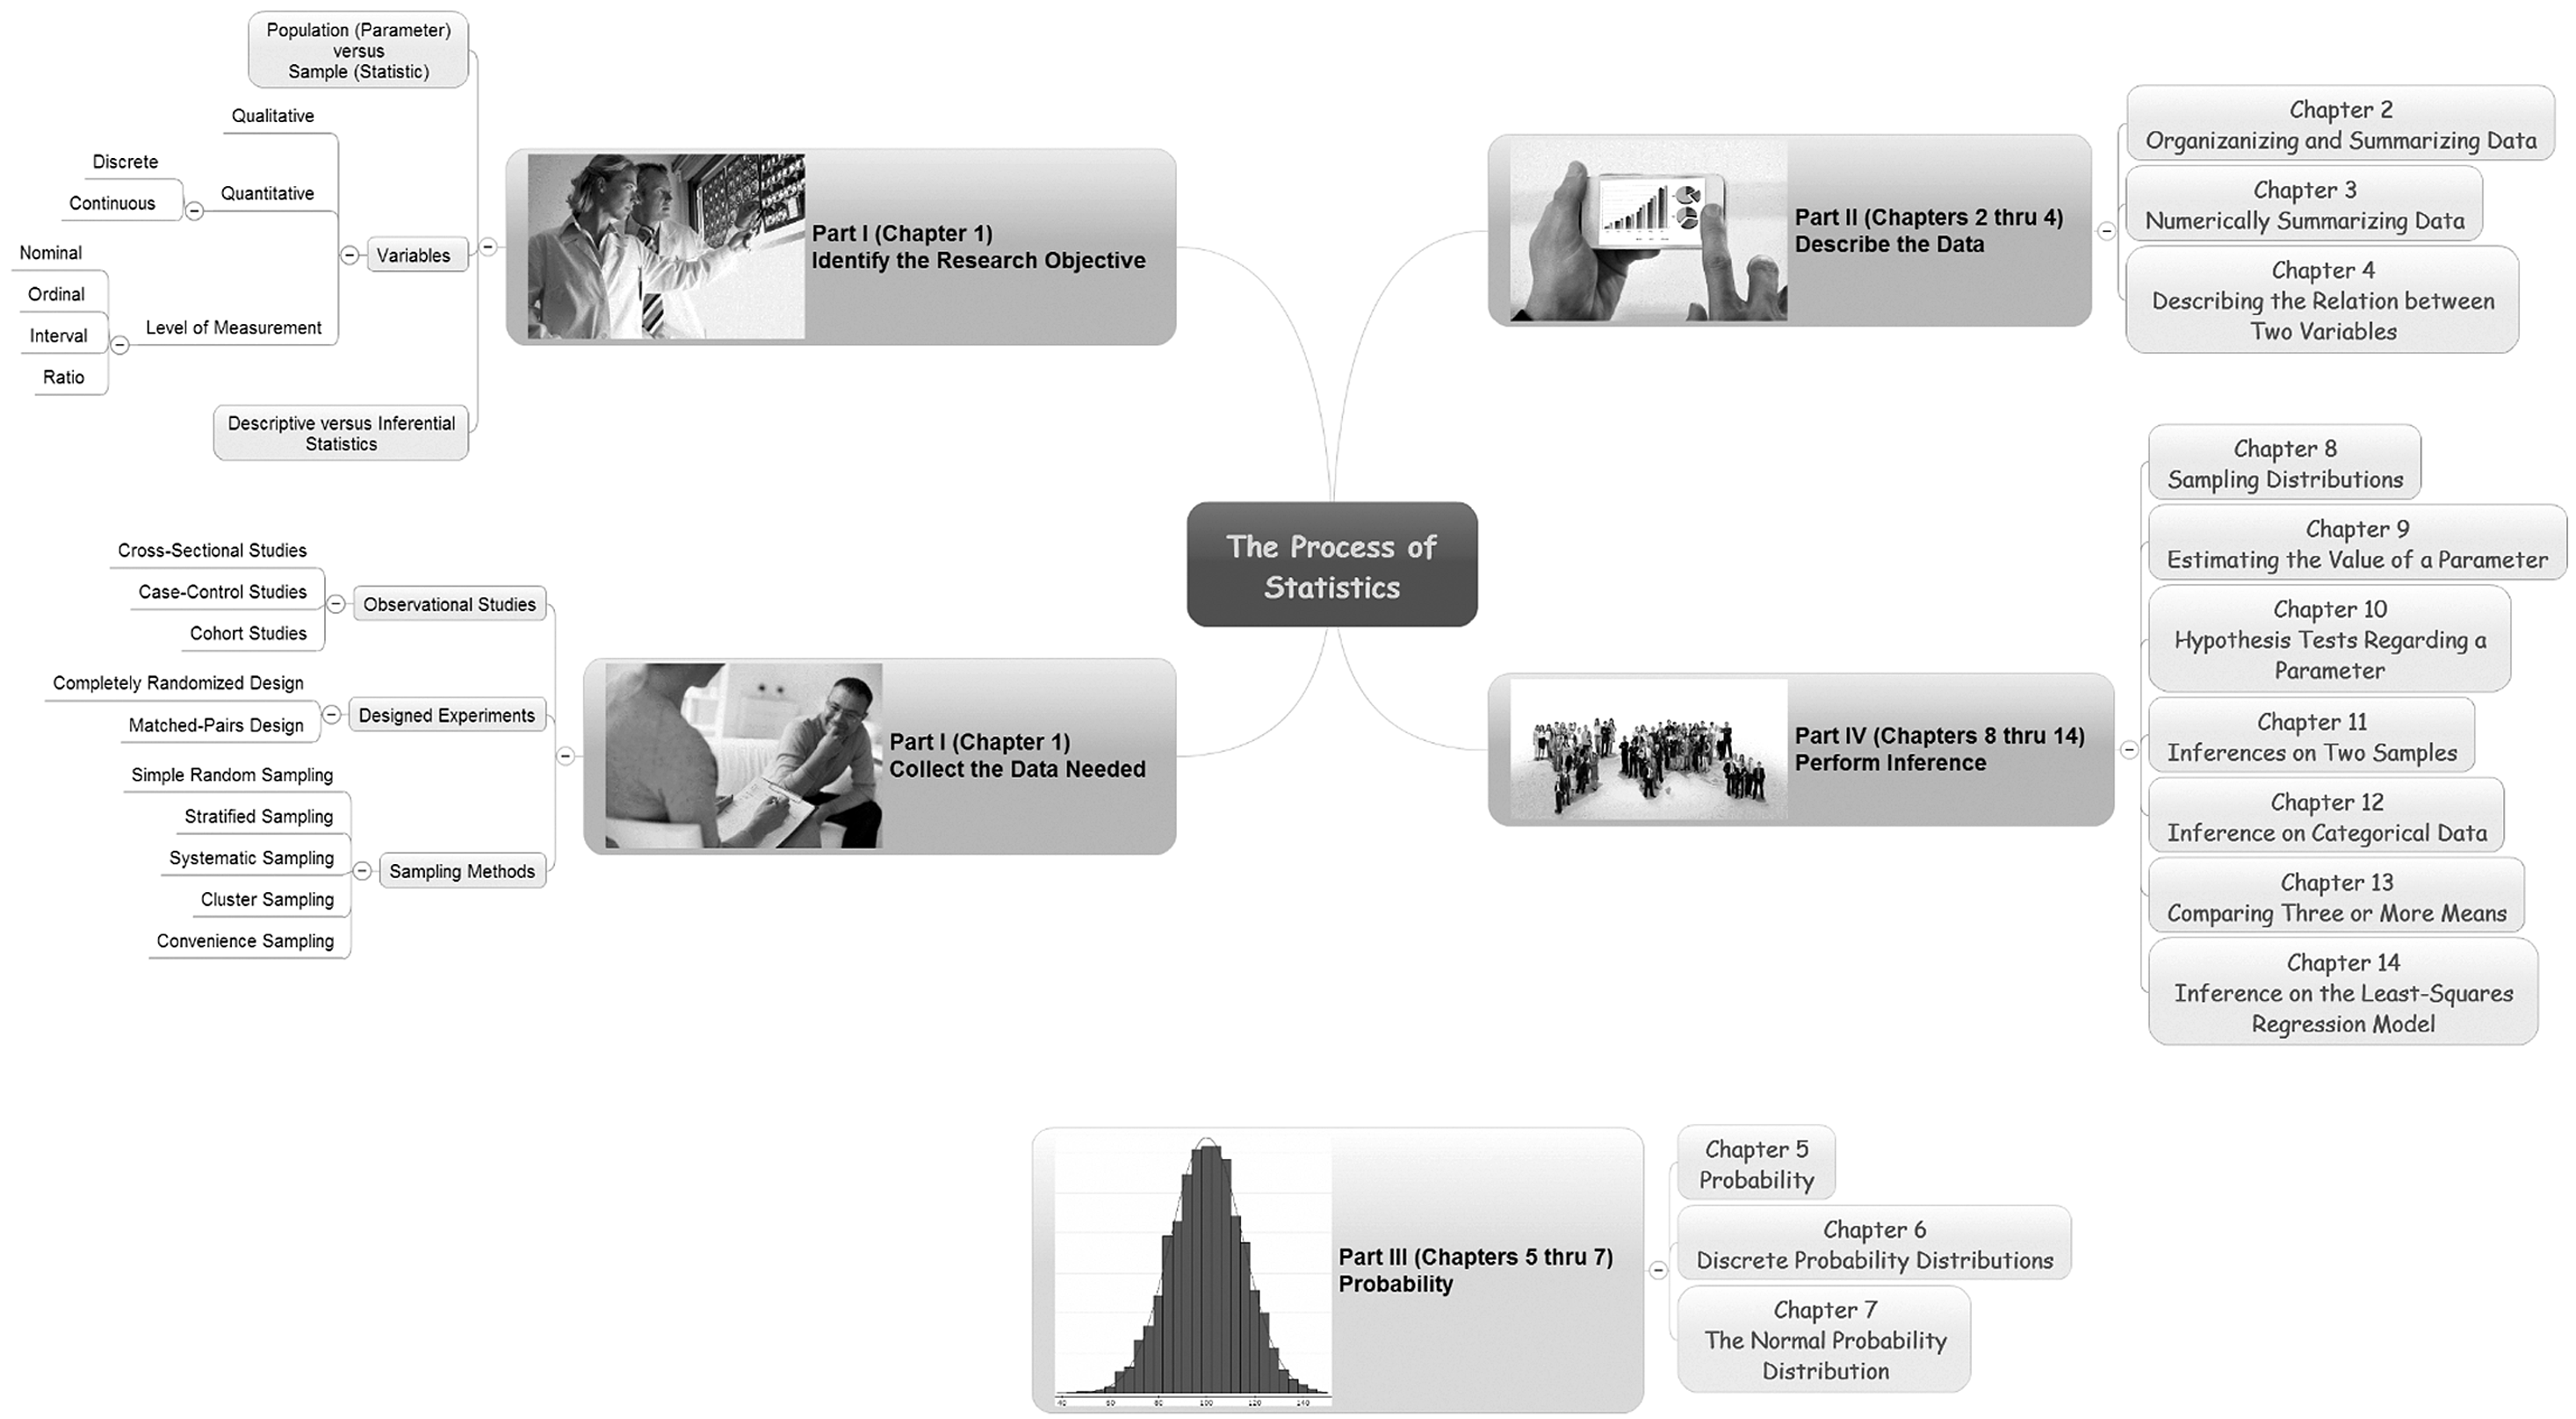 Population (Parameter)
versus
Sample (Statistic)
Qualitative
Discrete
Continuous
Quantitative
Nominal
Ordinal
Interval
Ratio
Level of Measurement
Variables
Descriptive versus Inferential
Statistics
Part I (Chapter 1)
Identify the Research Objective
Cross-Sectional Studies
Case-Control Studies
Cohort Studies
Observational Studies
Completely Randomized Design
Matched-Pairs Design
Designed Experiments
Simple Random Sampling
Stratified Sampling
Systematic Sampling
Cluster Sampling
Convenience Sampling
Sampling Methods
Part I (Chapter 1)
Collect the Data Needed
The Process of
Statistics
Part II (Chapters 2 thru 4)
Describe the Data
Chapter 2
Organizanizing and Summarizing Data
Chapter 3
Numerically Summarizing Data
Chapter 4
Describing the Relation between
Two Variables
Part IV (Chapters 8 thru 14)
Perform Inference
Chapter 8
Sampling Distributions
Chapter 9
Estimating the Value of a Parameter
Chapter 10
Hypothesis Tests Regarding a
Parameter
Chapter 11
Inferences on Two Samples
Chapter 12
Inference on Categorical Data
Chapter 13
Comparing Three or More Means
Chapter 14
Inference on the Least-Squares
Regression Model
Part III (Chapters 5 thru 7)
Probability
40 60 80 100 120 140
Chapter 5
Probability
Chapter 6
Discrete Probability Distributions
Chapter 7
The Normal Probability
Distribution